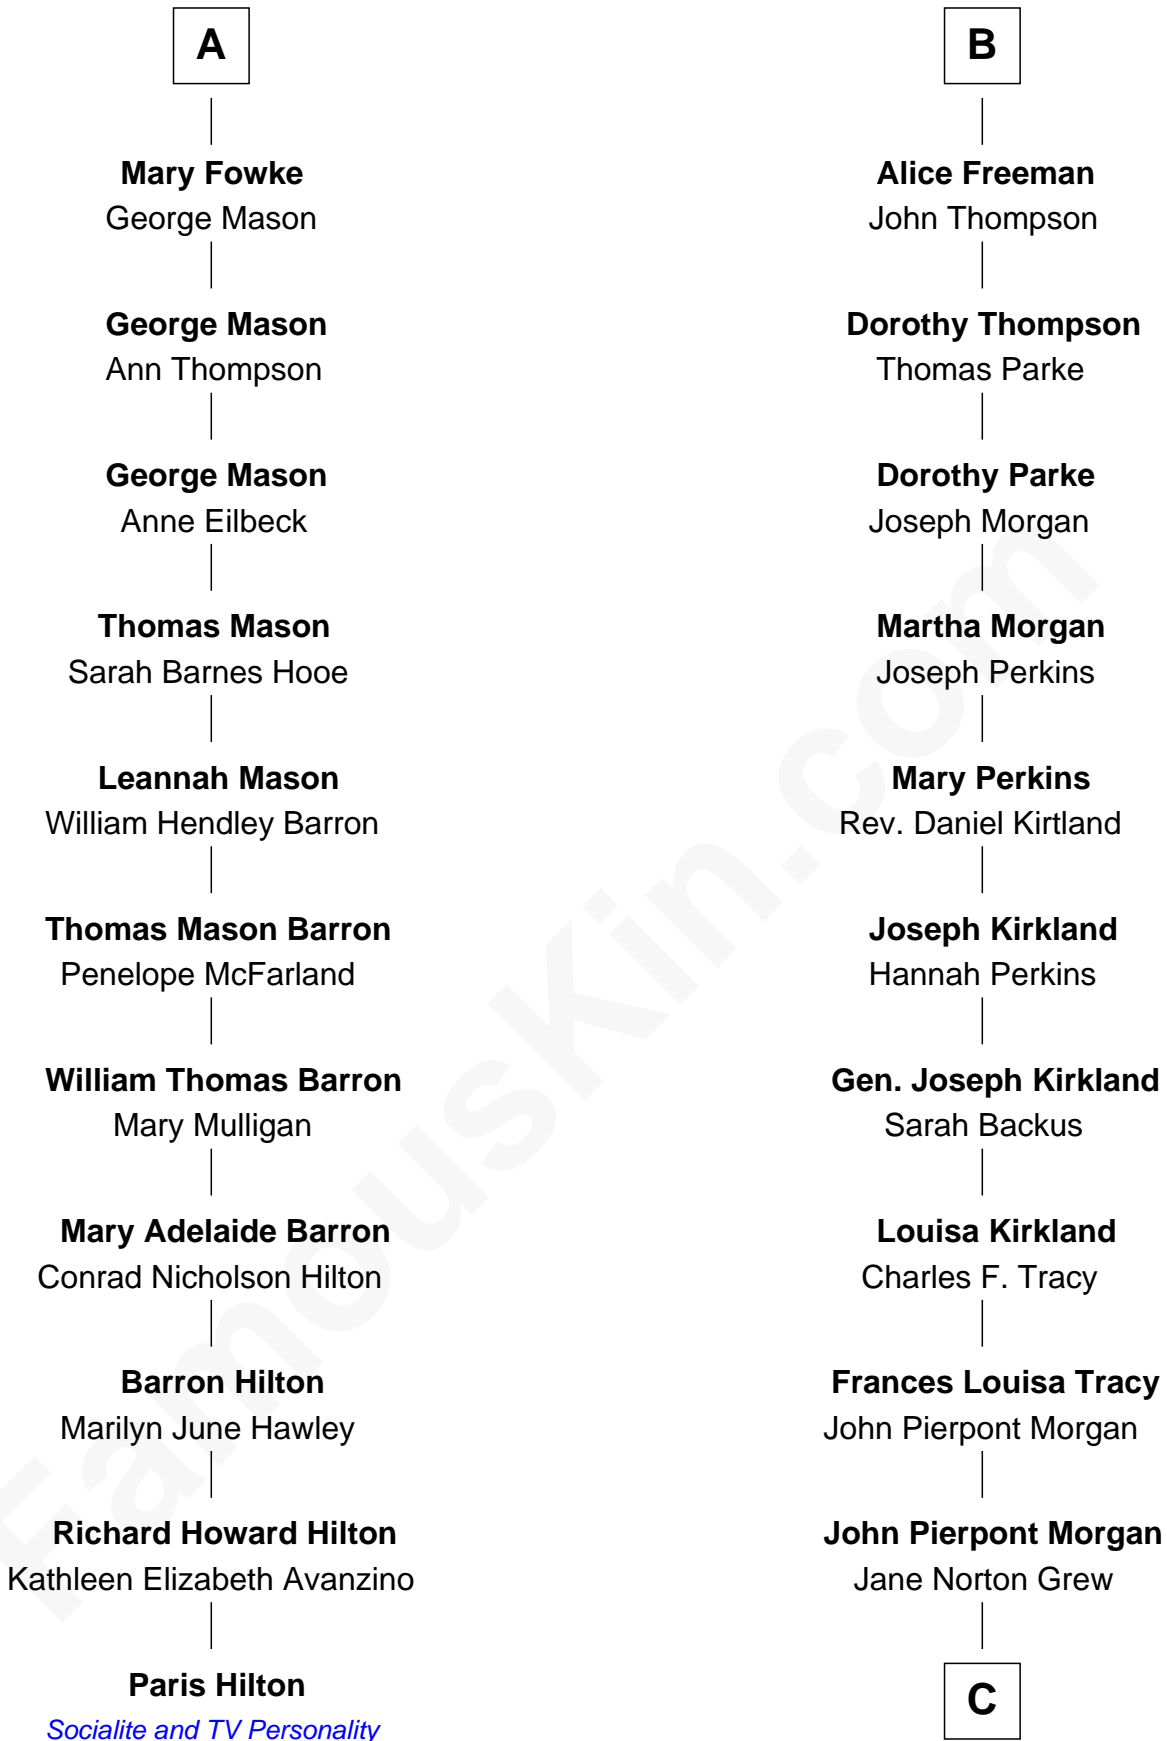 A
Mary Fowke
George Mason
George Mason
Ann Thompson
George Mason
Anne Eilbeck
Thomas Mason
Sarah Barnes Hooe
Leannah Mason
William Hendley Barron
Thomas Mason Barron
Penelope McFarland
William Thomas Barron
Mary Mulligan
Mary Adelaide Barron
Conrad Nicholson Hilton
Barron Hilton
Marilyn June Hawley
Richard Howard Hilton
Kathleen Elizabeth Avanzino
Paris Hilton
Socialite and TV Personality
B
Alice Freeman
John Thompson
Dorothy Thompson
Thomas Parke
Dorothy Parke
Joseph Morgan
Martha Morgan
Joseph Perkins
Mary Perkins
Rev. Daniel Kirtland
Joseph Kirkland
Hannah Perkins
Gen. Joseph Kirkland
Sarah Backus
Louisa Kirkland
Charles F. Tracy
Frances Louisa Tracy
John Pierpont Morgan
John Pierpont Morgan
Jane Norton Grew
C
FamousKin.com